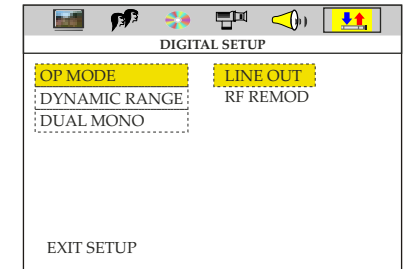 DIGITAL SETUP
OP MODE
LINE OUT
DYNAMIC RANGE
RF REMOD
DUAL MONO
EXIT SETUP